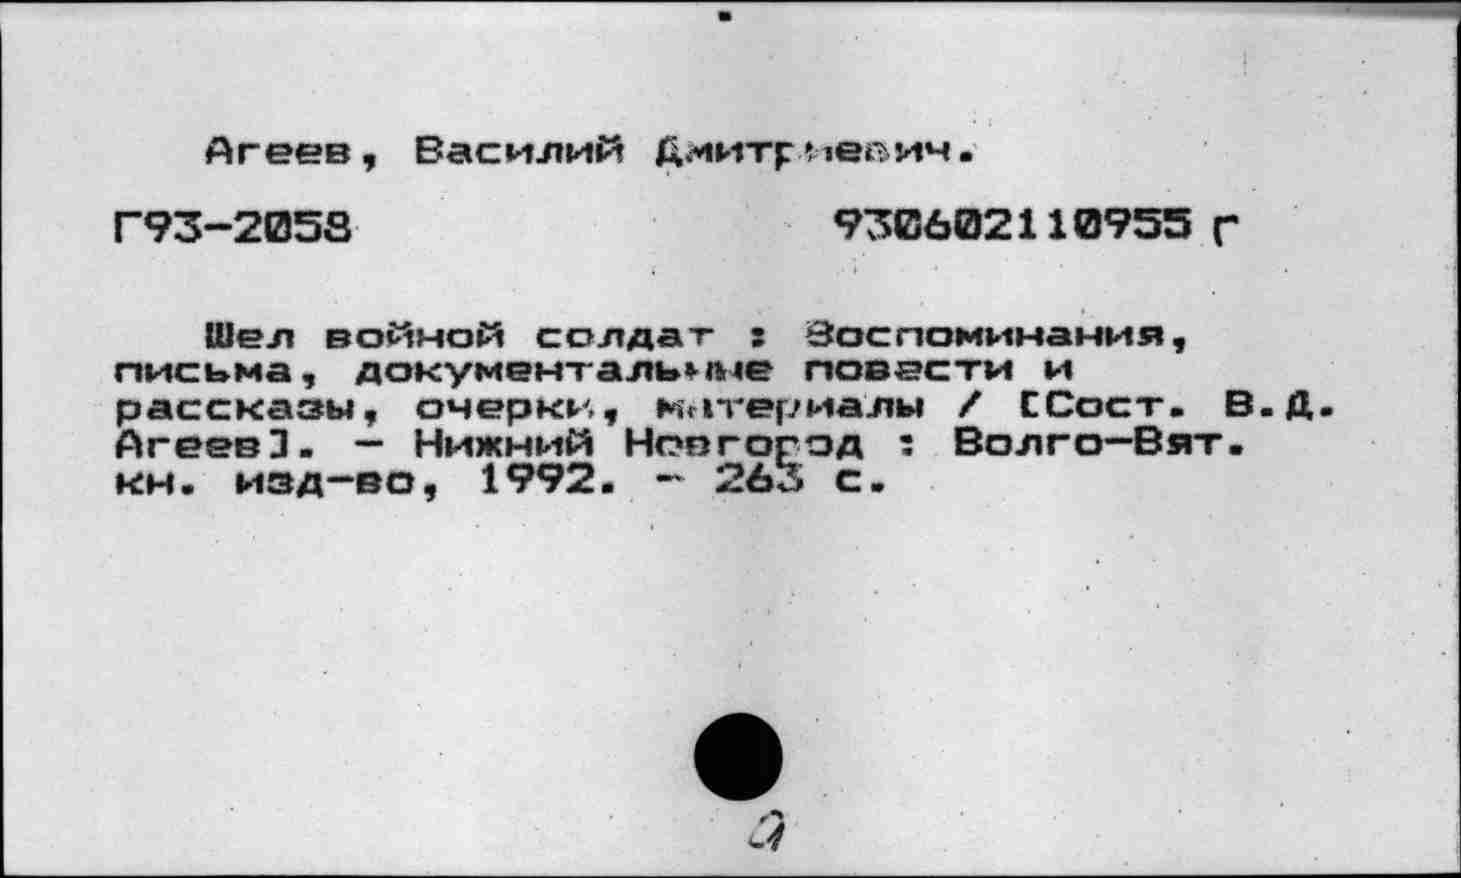 Агеев, Василий Дмитриевич.
Г93-2058 930602110955 г
Шел войной солдат : Воспоминания,
письма, документальные повести и
рассказы, очерки, материалы / [Сост. В.Д.
Агеев]. - Нижний Новгород : Волго-Вят.
кн. изд-во, 1992. - 263 с.